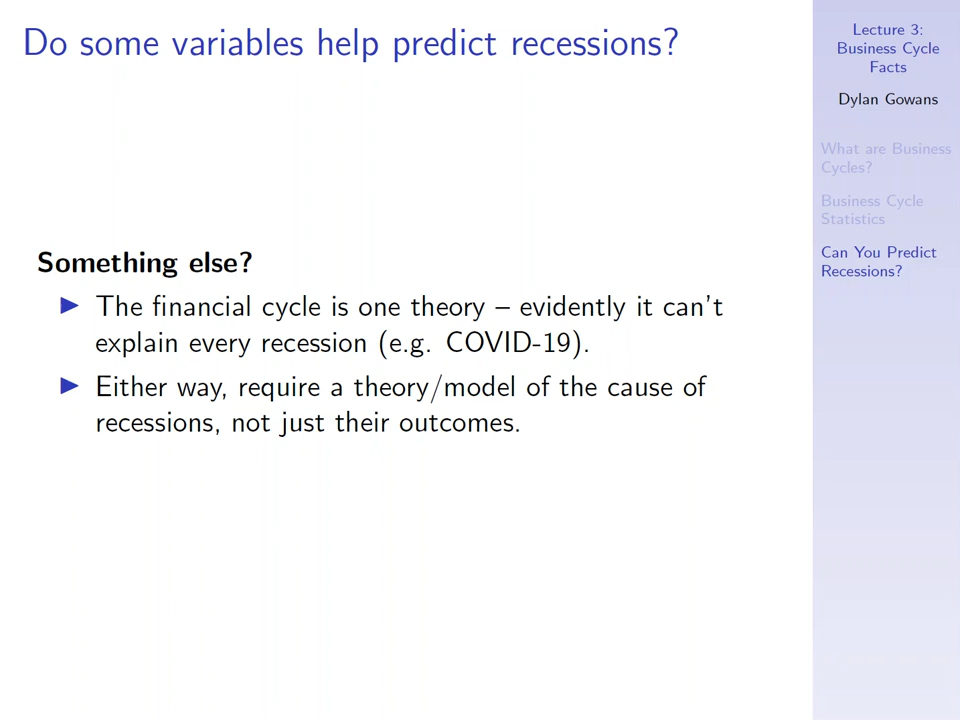 Do some variables help predict recessions?
Something else?
▶ The financial cycle is one theory – evidently it can't
explain every recession (e.g. COVID-19).
▶ Either way, require a theory/model of the cause of
recessions, not just their outcomes.
Lecture 3:
Business Cycle
Facts
Dylan Gowans
What are Business
Cycles?
Business Cycle
Statistics
Can You Predict
Recessions?